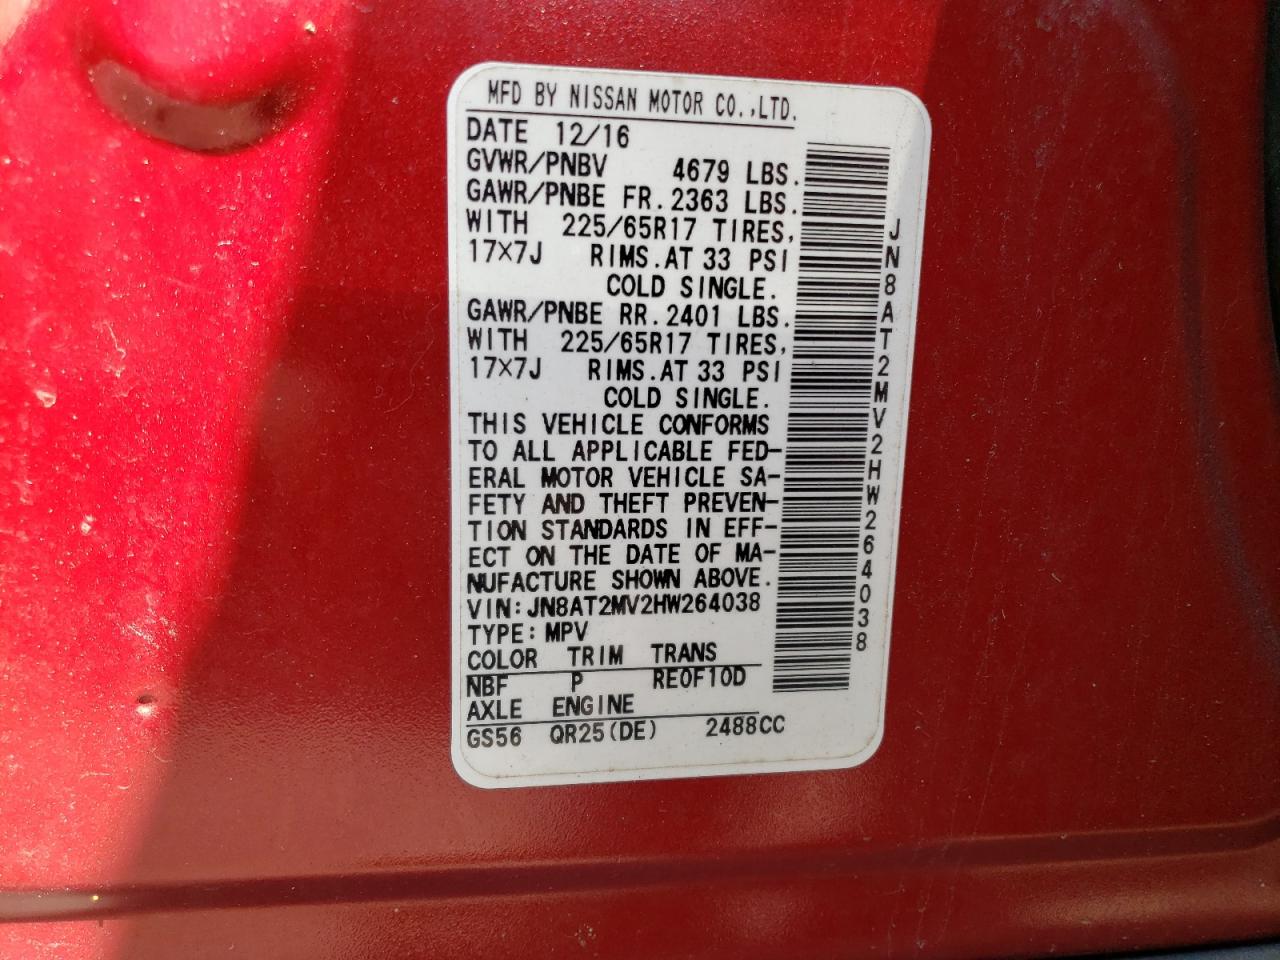 MFD BY NISSAN MOTOR CO.,LTD.
DATE 12/16
GVWR/PNBV 4679 LBS.
GAWR/PNBE FR.2363 LBS.
WITH 225/65R17 TIRES,
17×7J RIMS.AT 33 PSI
COLD SINGLE.
GAWR/PNBE RR.2401 LBS.
WITH 225/65R17 TIRES,
17×7J RIMS.AT 33 PSI
COLD SINGLE.
THIS VEHICLE CONFORMS
TO ALL APPLICABLE FED-
ERAL MOTOR VEHICLE SA-
FETY AND THEFT PREVEN-
TION STANDARDS IN EFF-
ECT ON THE DATE OF MA-
NUFACTURE SHOWN ABOVE.
VIN:JN8AT2MV2HW264038
TYPE:MPV
COLOR TRIM TRANS
NBF P RE0F10D
AXLE ENGINE
GS56 QR25(DE) 2488CC
JN8AT2MV2HW264038